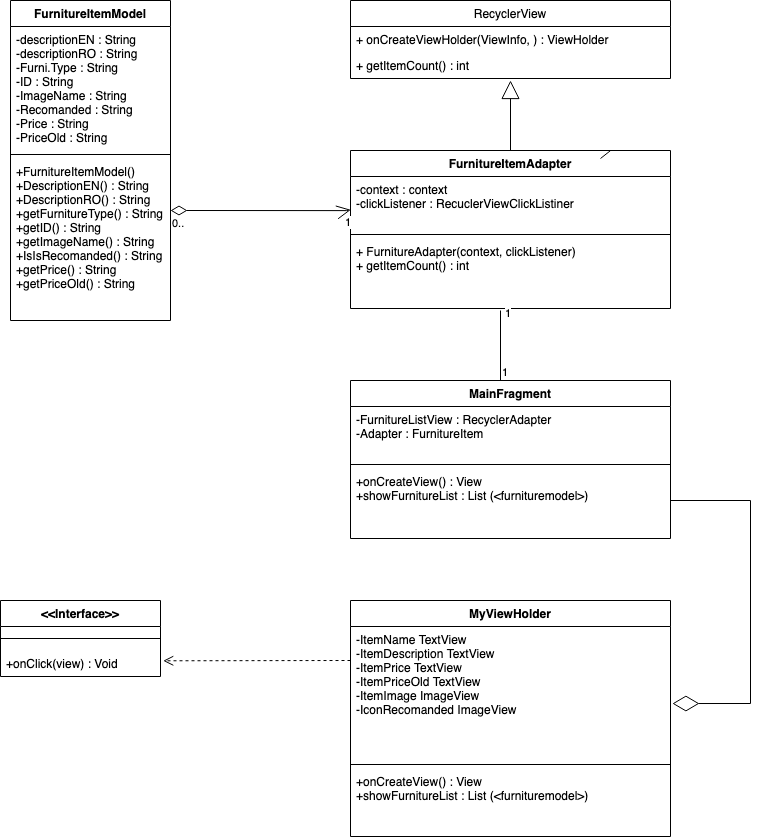 FurnitureItemModel
-descriptionEN : String
-descriptionRO : String
-Furni.Type : String
-ID : String
-ImageName : String
-Recomanded : String
-Price : String
-PriceOld : String
+FurnitureItemModel()
+DescriptionEN() : String
+DescriptionRO() : String
+getFurnitureType() : String
+getID() : String
+getImageName() : String
+IsIsRecomanded() : String
+getPrice() : String
+getPriceOld() : String
0..
1
RecyclerView
+ onCreateViewHolder(ViewInfo, ) : ViewHolder
+ getItemCount() : int
FurnitureItemAdapter
-context : context
-clickListener : RecuclerViewClickListiner
+ FurnitureAdapter(context, clickListener)
+ getItemCount() : int
1
1
MainFragment
-FurnitureListView : RecyclerAdapter
-Adapter : FurnitureItem
+onCreateView() : View
+showFurnitureList : List (<furnituremodel>)
<<Interface>>
+onClick(view) : Void
MyViewHolder
-ItemName TextView
-ItemDescription TextView
-ItemPrice TextView
-ItemPriceOld TextView
-ItemImage ImageView
-IconRecomanded ImageView
+onCreateView() : View
+showFurnitureList : List (<furnituremodel>)